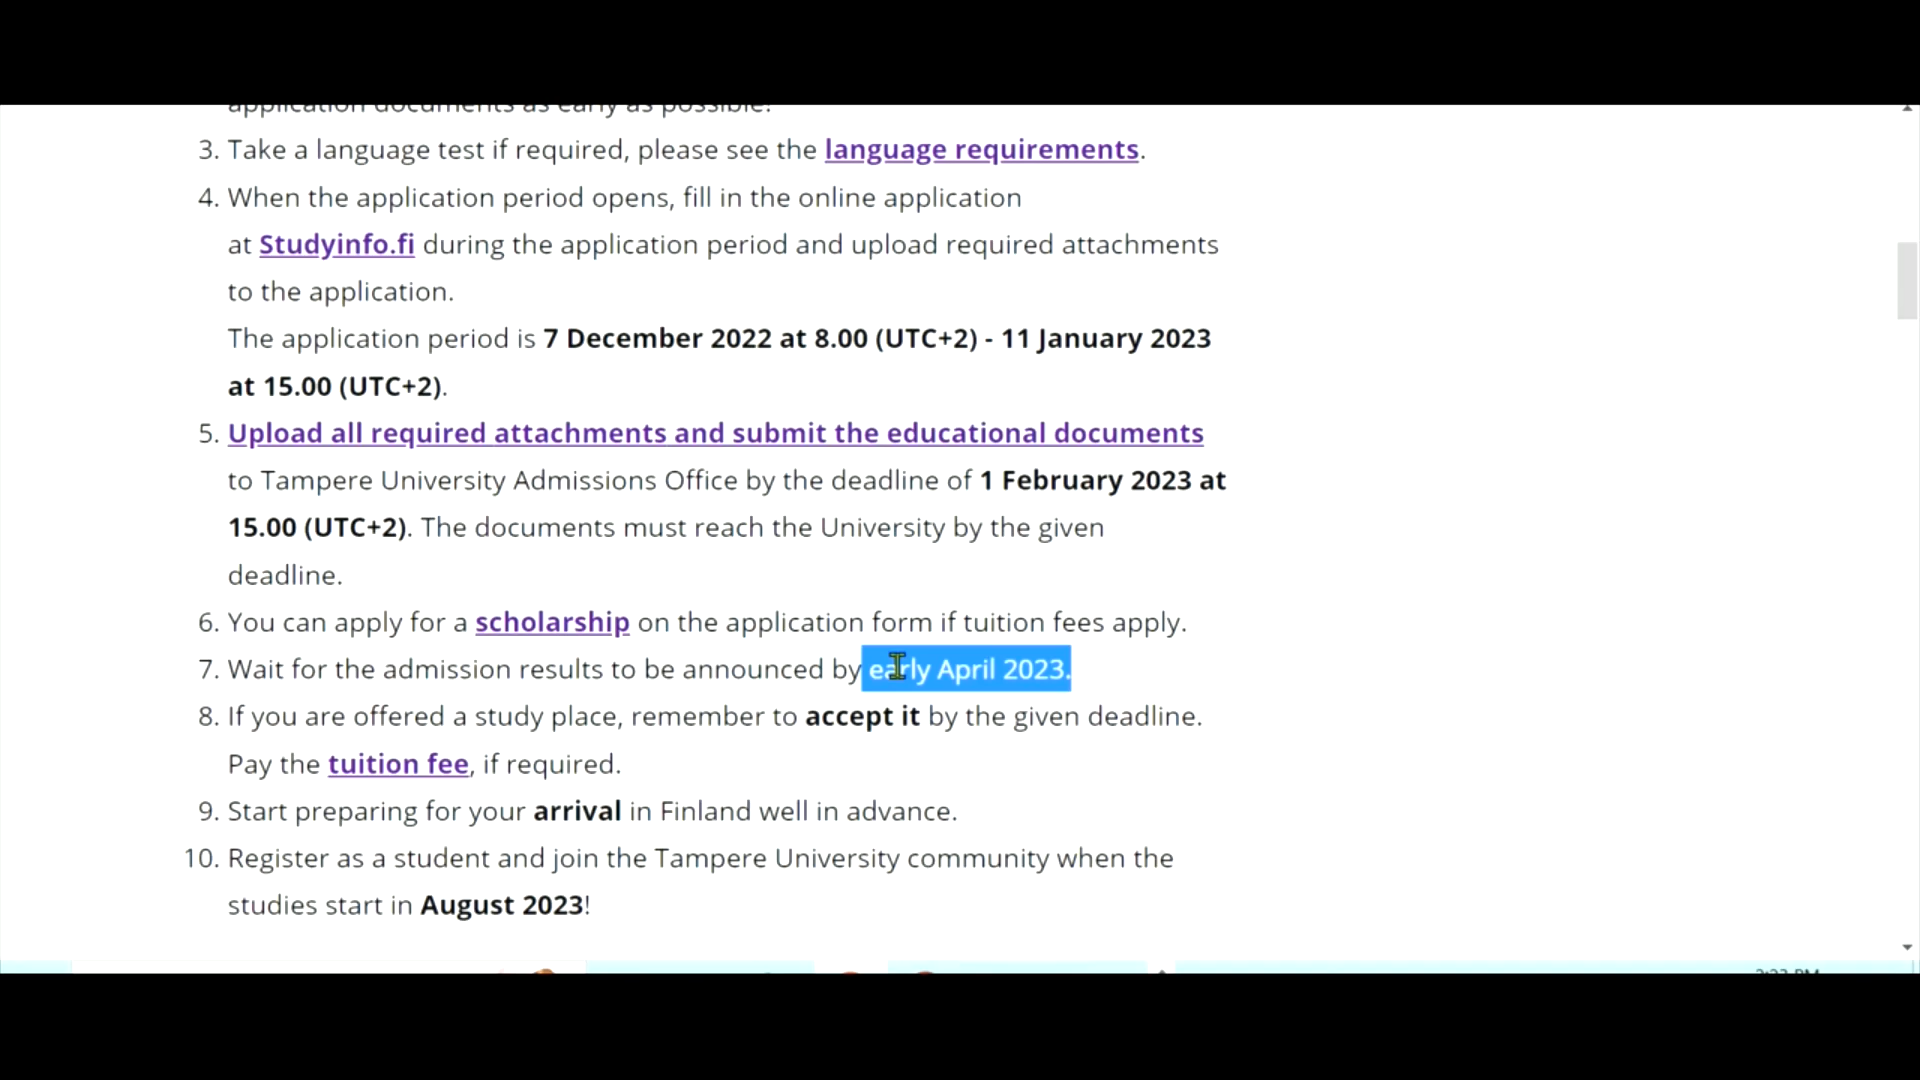 application documents as early as possible!
3. Take a language test if required, please see the language requirements.
4. When the application period opens, fill in the online application
at Studyinfo.fi during the application period and upload required attachments
to the application.
The application period is 7 December 2022 at 8.00 (UTC+2) - 11 January 2023
at 15.00 (UTC+2).
5. Upload all required attachments and submit the educational documents
to Tampere University Admissions Office by the deadline of 1 February 2023 at
15.00 (UTC+2). The documents must reach the University by the given
deadline.
6. You can apply for a scholarship on the application form if tuition fees apply.
7. Wait for the admission results to be announced by early April 2023.
8. If you are offered a study place, remember to accept it by the given deadline.
Pay the tuition fee, if required.
9. Start preparing for your arrival in Finland well in advance.
10. Register as a student and join the Tampere University community when the
studies start in August 2023!